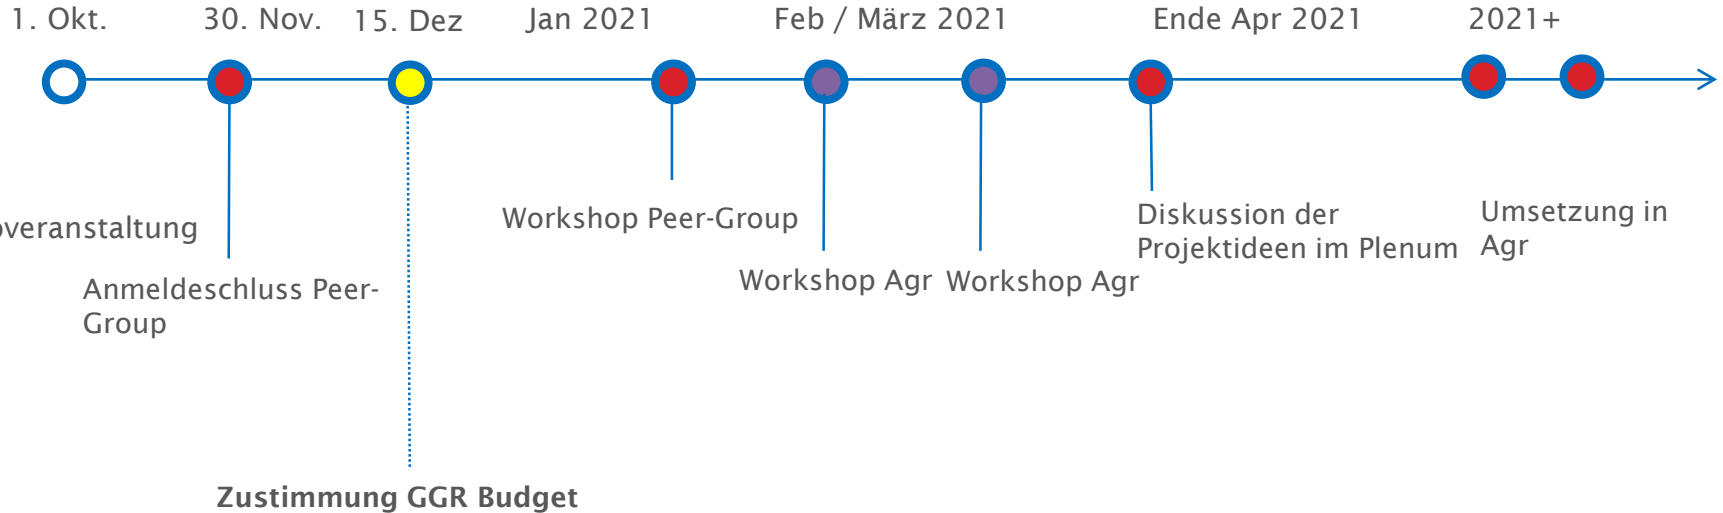 1. Okt.
30. Nov.
15. Dez
Jan 2021
Feb / März 2021
Ende Apr 2021
2021+
Workshop Peer-Group
Diskussion der
Projektideen im Plenum
Umsetzung in
Agr
Anmeldeschluss Peer-
Group
Workshop Agr
Workshop Agr
Zustimmung GGR Budget